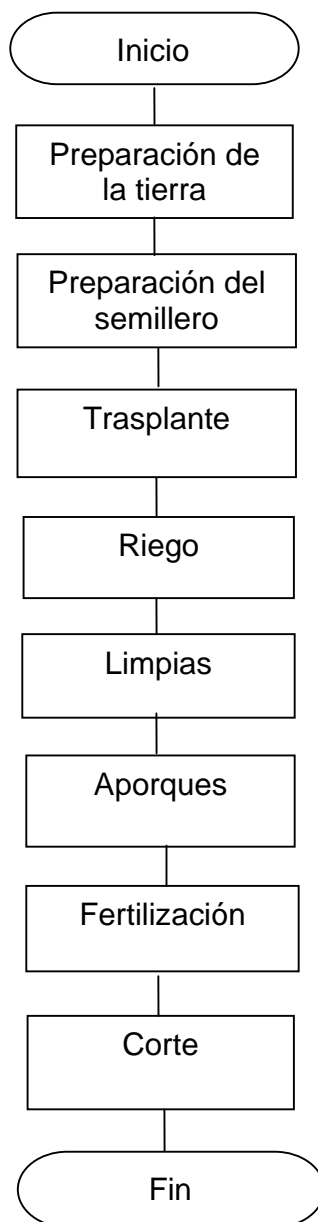 Inicio
Preparación de
la tierra
Preparación del
semillero
Trasplante
Riego
Limpias
Aporques
Fertilización
Corte
Fin